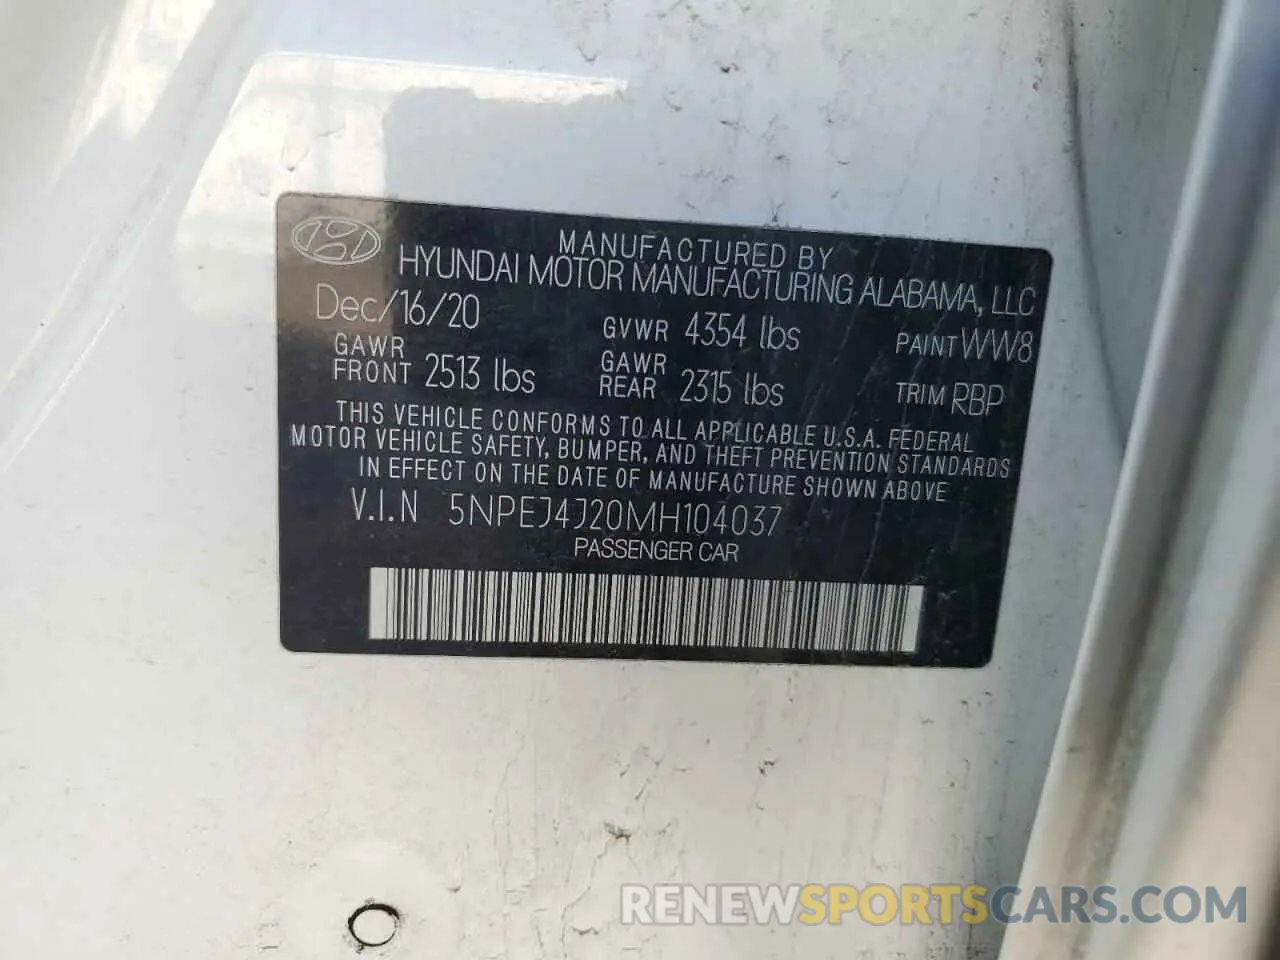 MANUFACTURED BY
HYUNDAI MOTOR MANUFACTURING ALABAMA, LLC
Dec/16/20 GVWR 4354 lbs PAINT WW8
GAWR FRONT 2513 lbs GAWR REAR 2315 lbs TRIM RBP
THIS VEHICLE CONFORMS TO ALL APPLICABLE U.S.A. FEDERAL
MOTOR VEHICLE SAFETY, BUMPER, AND THEFT PREVENTION STANDARDS
IN EFFECT ON THE DATE OF MANUFACTURE SHOWN ABOVE
V.I.N 5NPEJ4J20MH104037
PASSENGER CAR
RENEWSPORTSCARS.COM